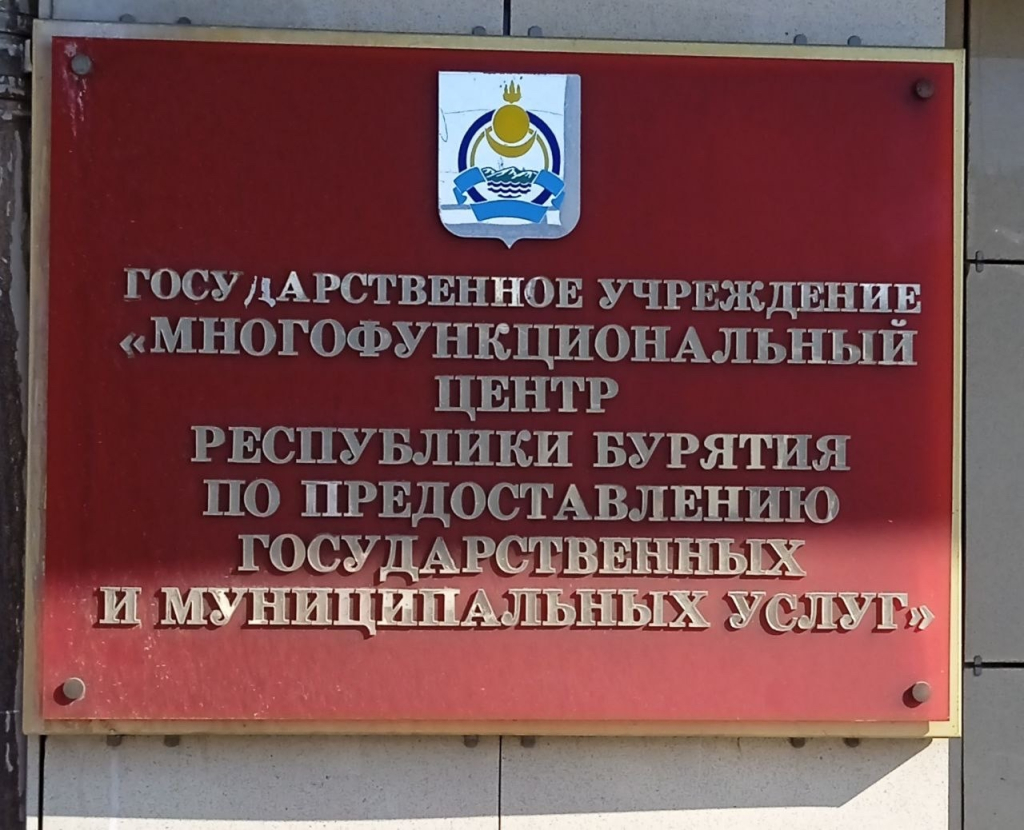 ГОСУДАРСТВЕННОЕ УЧРЕЖДЕНИЕ
«МНОГОФУНКЦИОНАЛЬНЫЙ
ЦЕНТР
РЕСПУБЛИКИ БУРЯТИЯ
ПО ПРЕДОСТАВЛЕНИЮ
ГОСУДАРСТВЕННЫХ
И МУНИЦИПАЛЬНЫХ УСЛУГ»